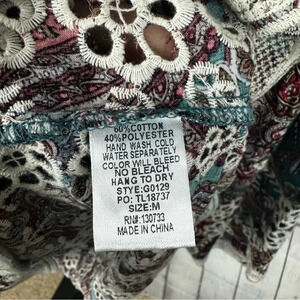 60%COTTON
40%POLYESTER
HAND WASH COLD
WATER SEPARATELY
COLOR WILL BLEED
NO BLEACH
HANG TO DRY
STYE:G0129
PO: TL18737
SIZE:M
RN#: 130733
MADE IN CHINA